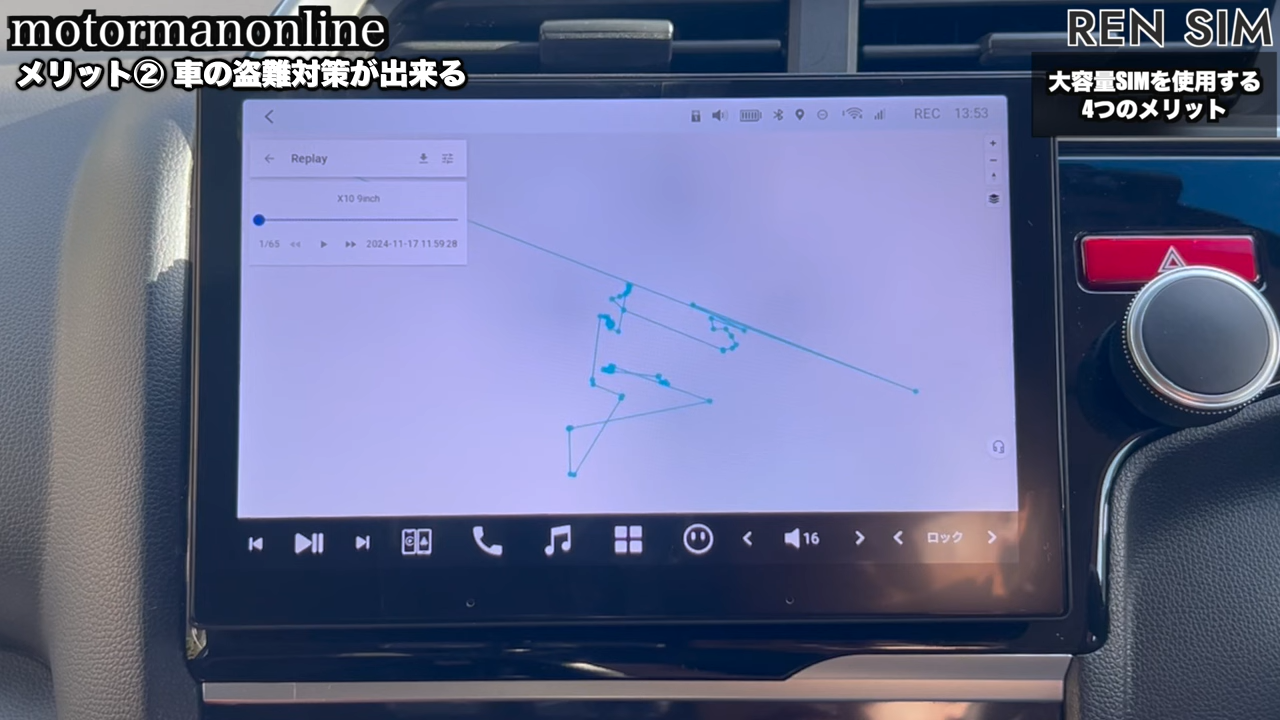 motormanonline
メリット② 車の盗難対策が出来る
REN SIM
大容量SIMを使用する
4つのメリット
REC 13:53
Replay
X10 9inch
1/65 2024-11-17 11:59:28
16
ロック